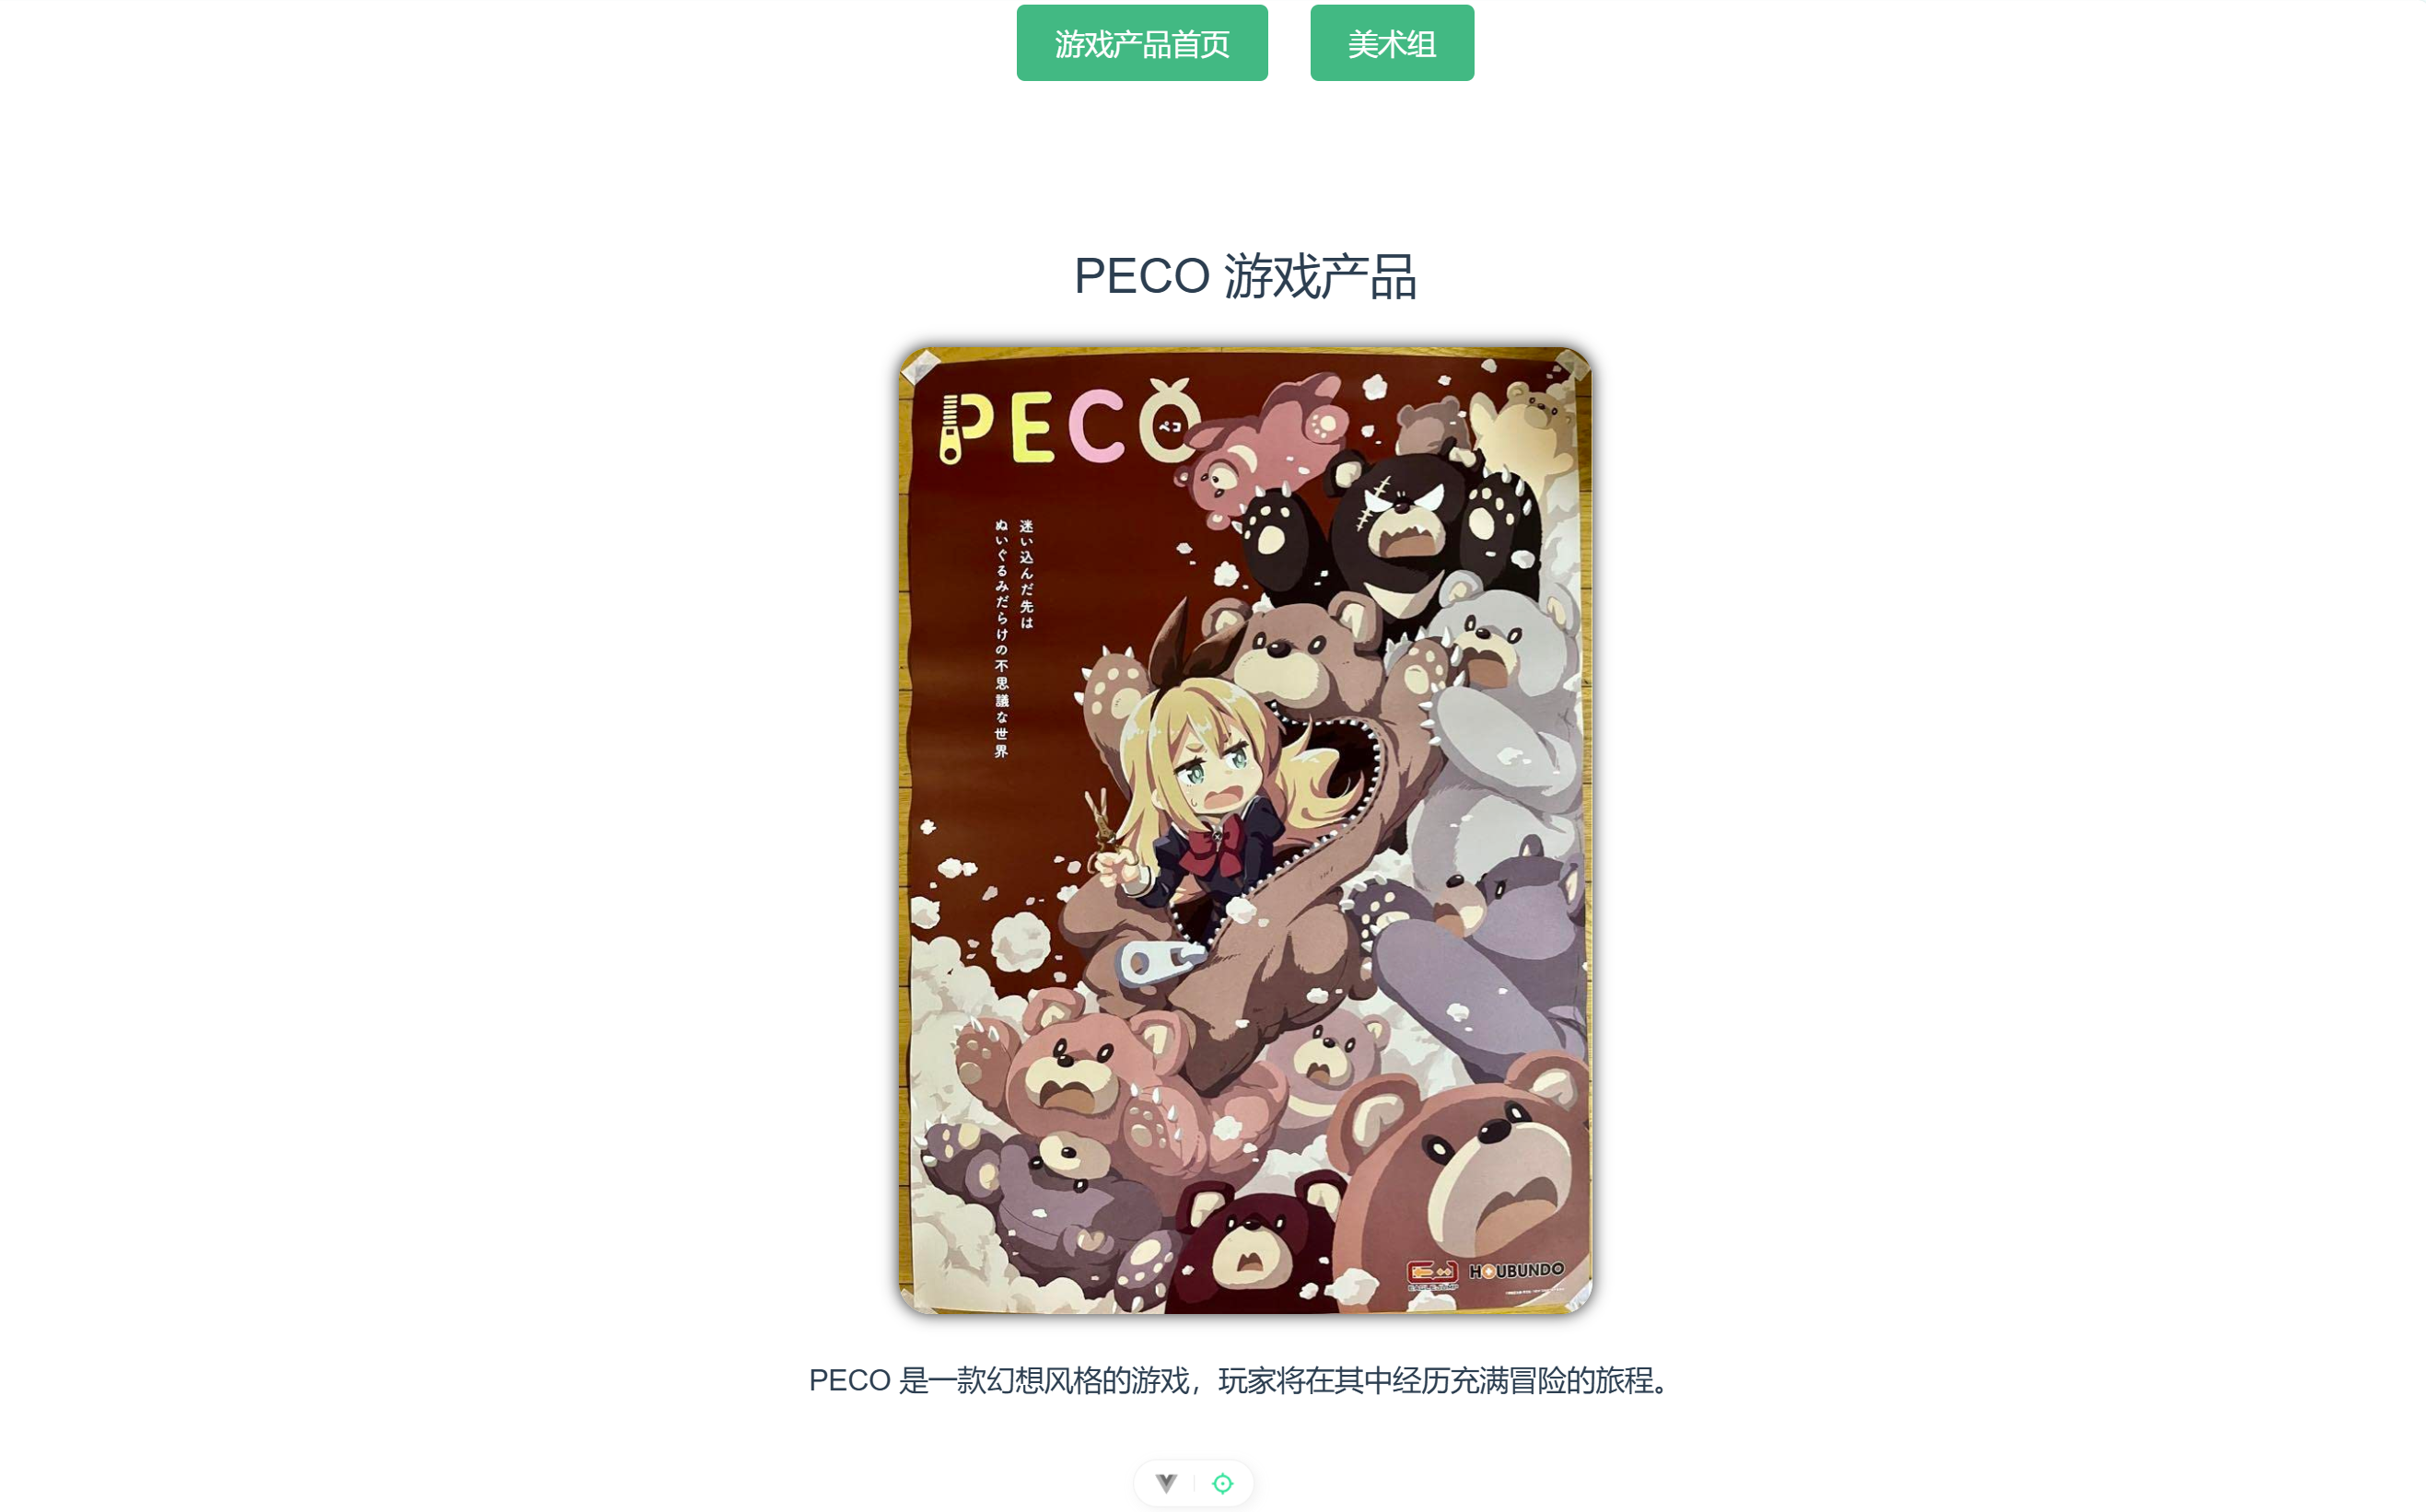 游戏产品首页
美术组
PECO 游戏产品
PECO
ペコ
迷い込んだ先は
ぬいぐるみだらけの不思議な世界
HOUBUNDO
PECO 是一款幻想风格的游戏，玩家将在其中经历充满冒险的旅程。